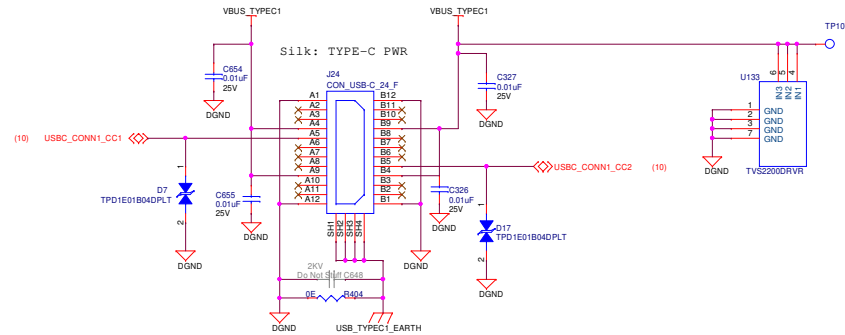 VBUS_TYPEC1
VBUS_TYPEC1
TP10
Silk: TYPE-C PWR
C654
0.01uF
25V
DGND
J24
CON_USB-C_24_F
C327
0.01uF
25V
DGND
U133
6
5
4
IN3
IN2
IN1
1
2
3
7
GND
GND
GND
GND
DGND
TVS2200DRVR
A1
A2
A3
A4
A5
A6
A7
A8
A9
A10
A11
A12
B12
B11
B10
B9
B8
B7
B6
B5
B4
B3
B2
B1
SH1
SH2
SH3
SH4
(10)
USBC_CONN1_CC1
USBC_CONN1_CC2
(10)
1
D7
TPD1E01B04DPLT
2
DGND
C655
0.01uF
25V
DGND
C326
0.01uF
25V
DGND
1
D17
TPD1E01B04DPLT
2
DGND
2KV
Do Not Stuff C648
0E
R404
DGND
USB_TYPEC1_EARTH
DGND